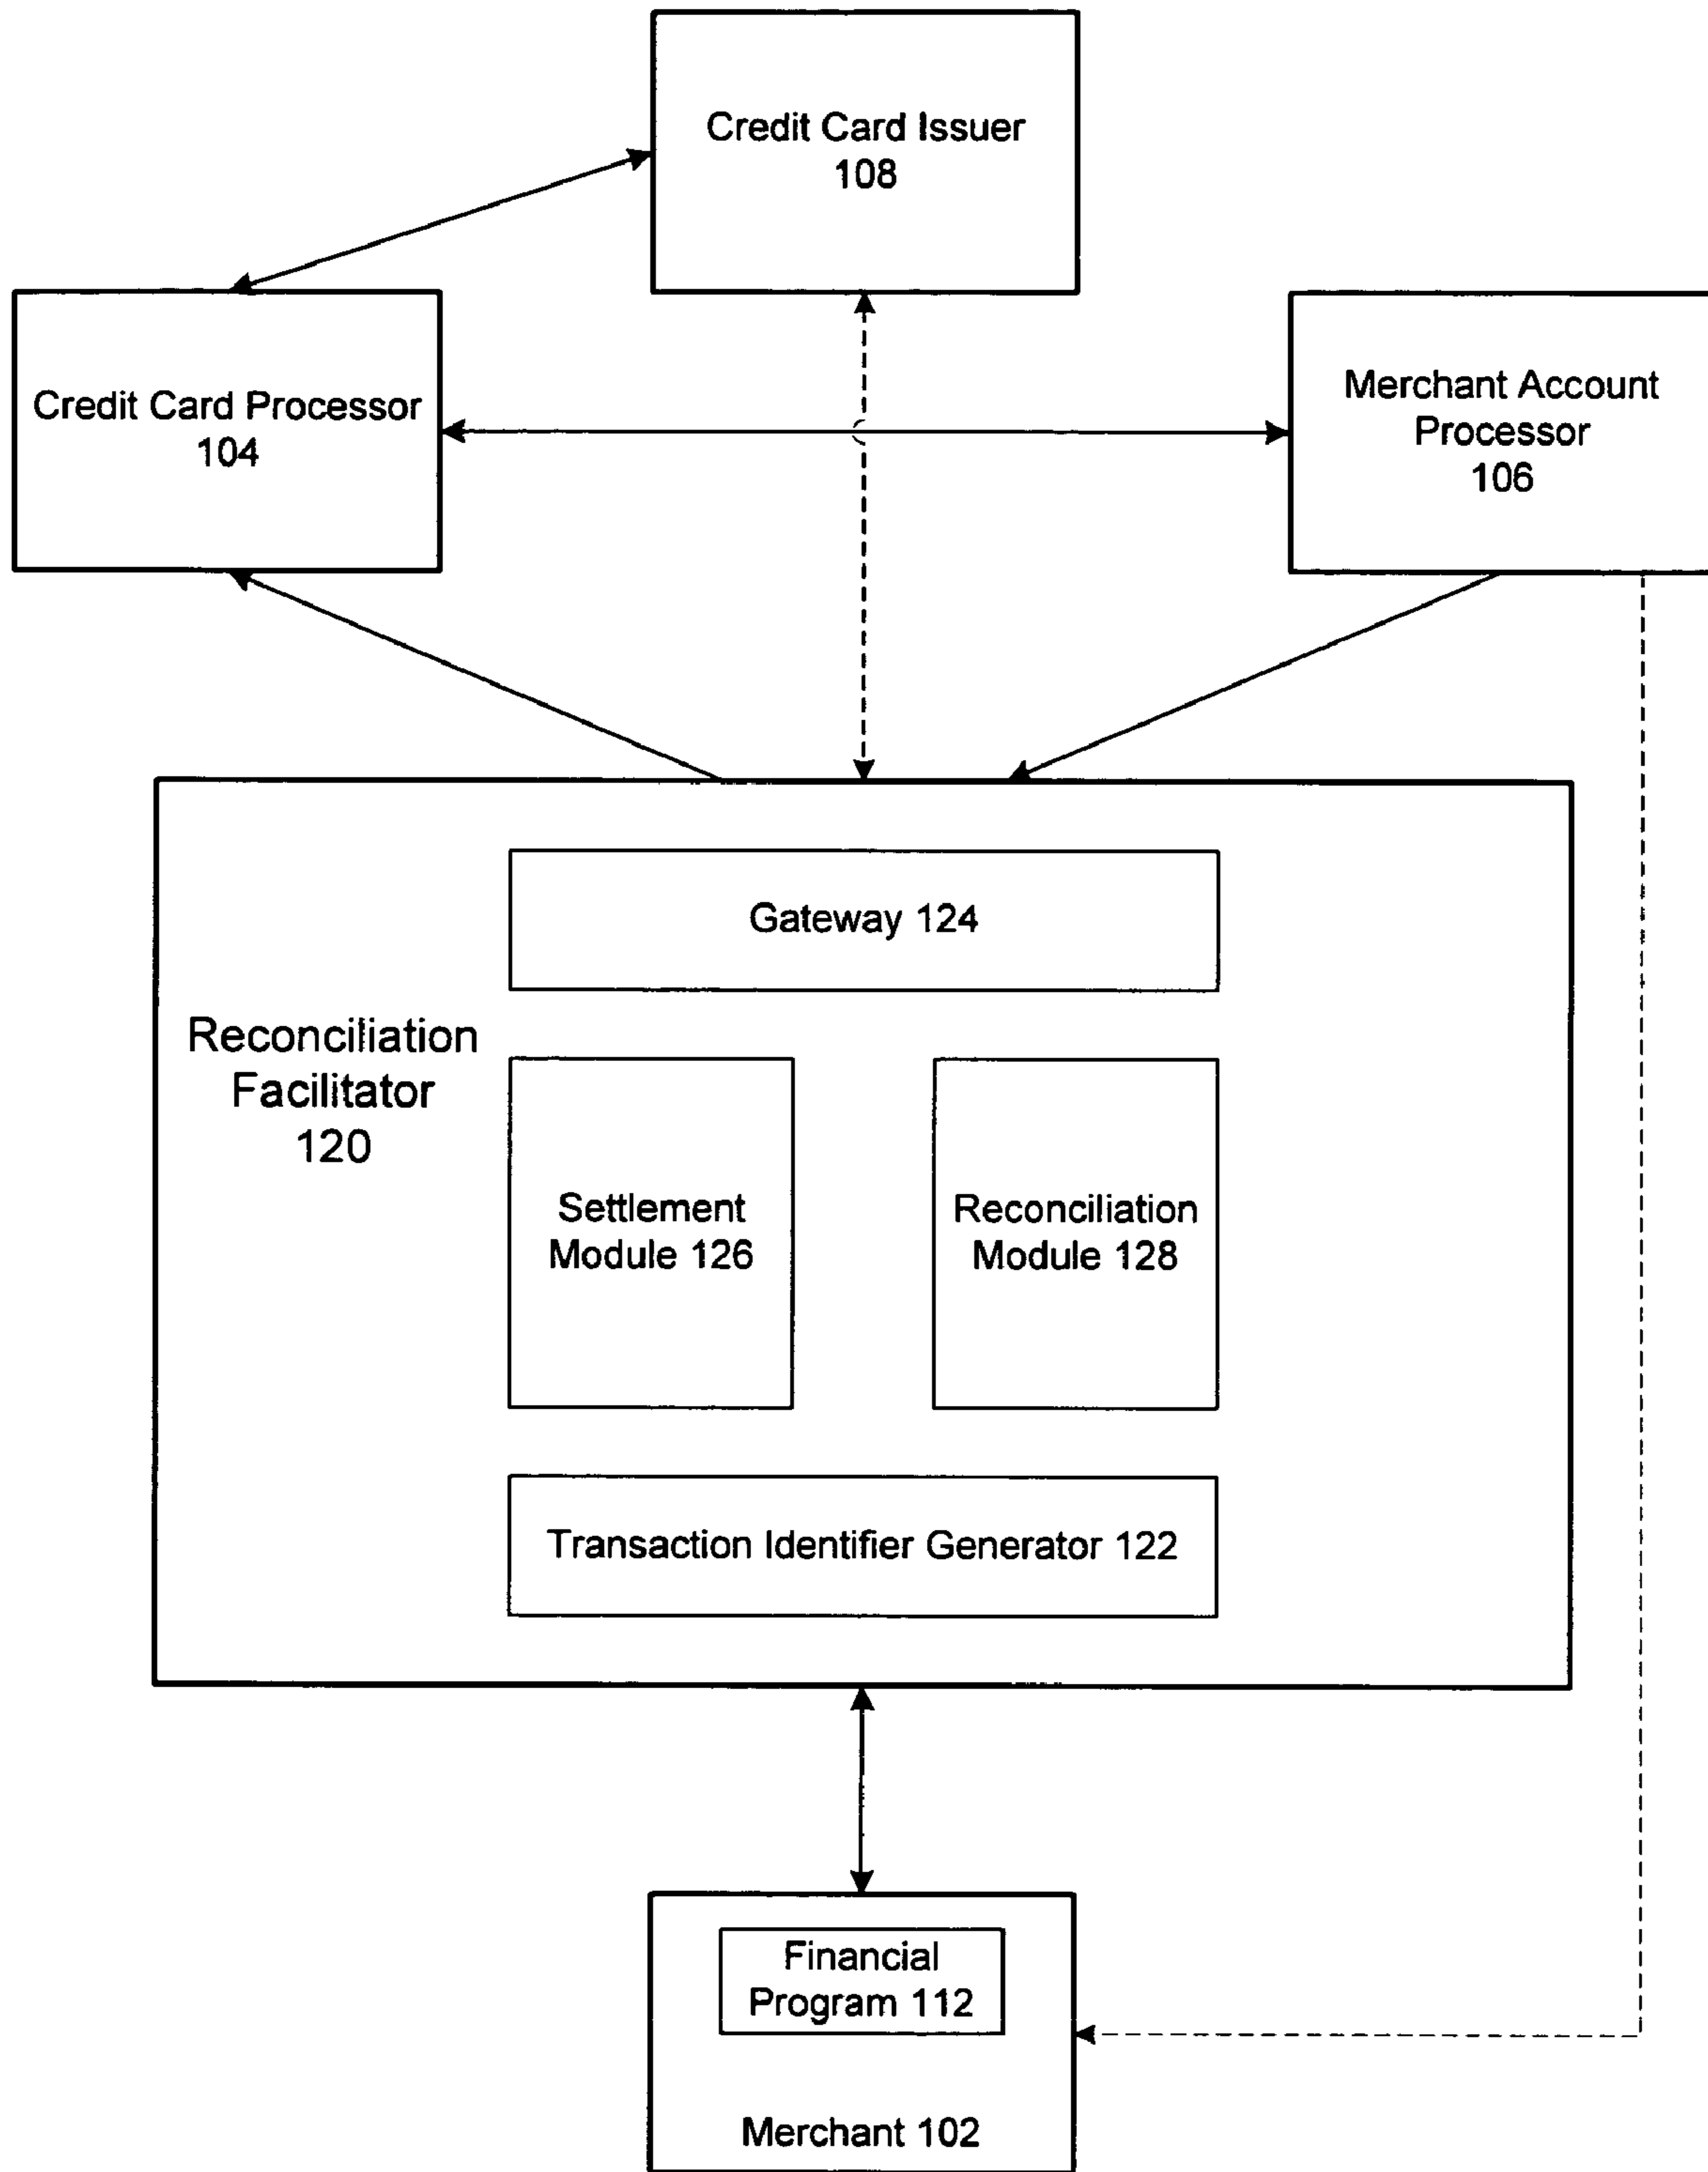 Credit Card Issuer
108
Credit Card Processor
104
Merchant Account
Processor
106
Gateway 124
Reconciliation
Facilitator
120
Settlement
Module 126
Reconciliation
Module 128
Transaction Identifier Generator 122
Financial
Program 112
Merchant 102